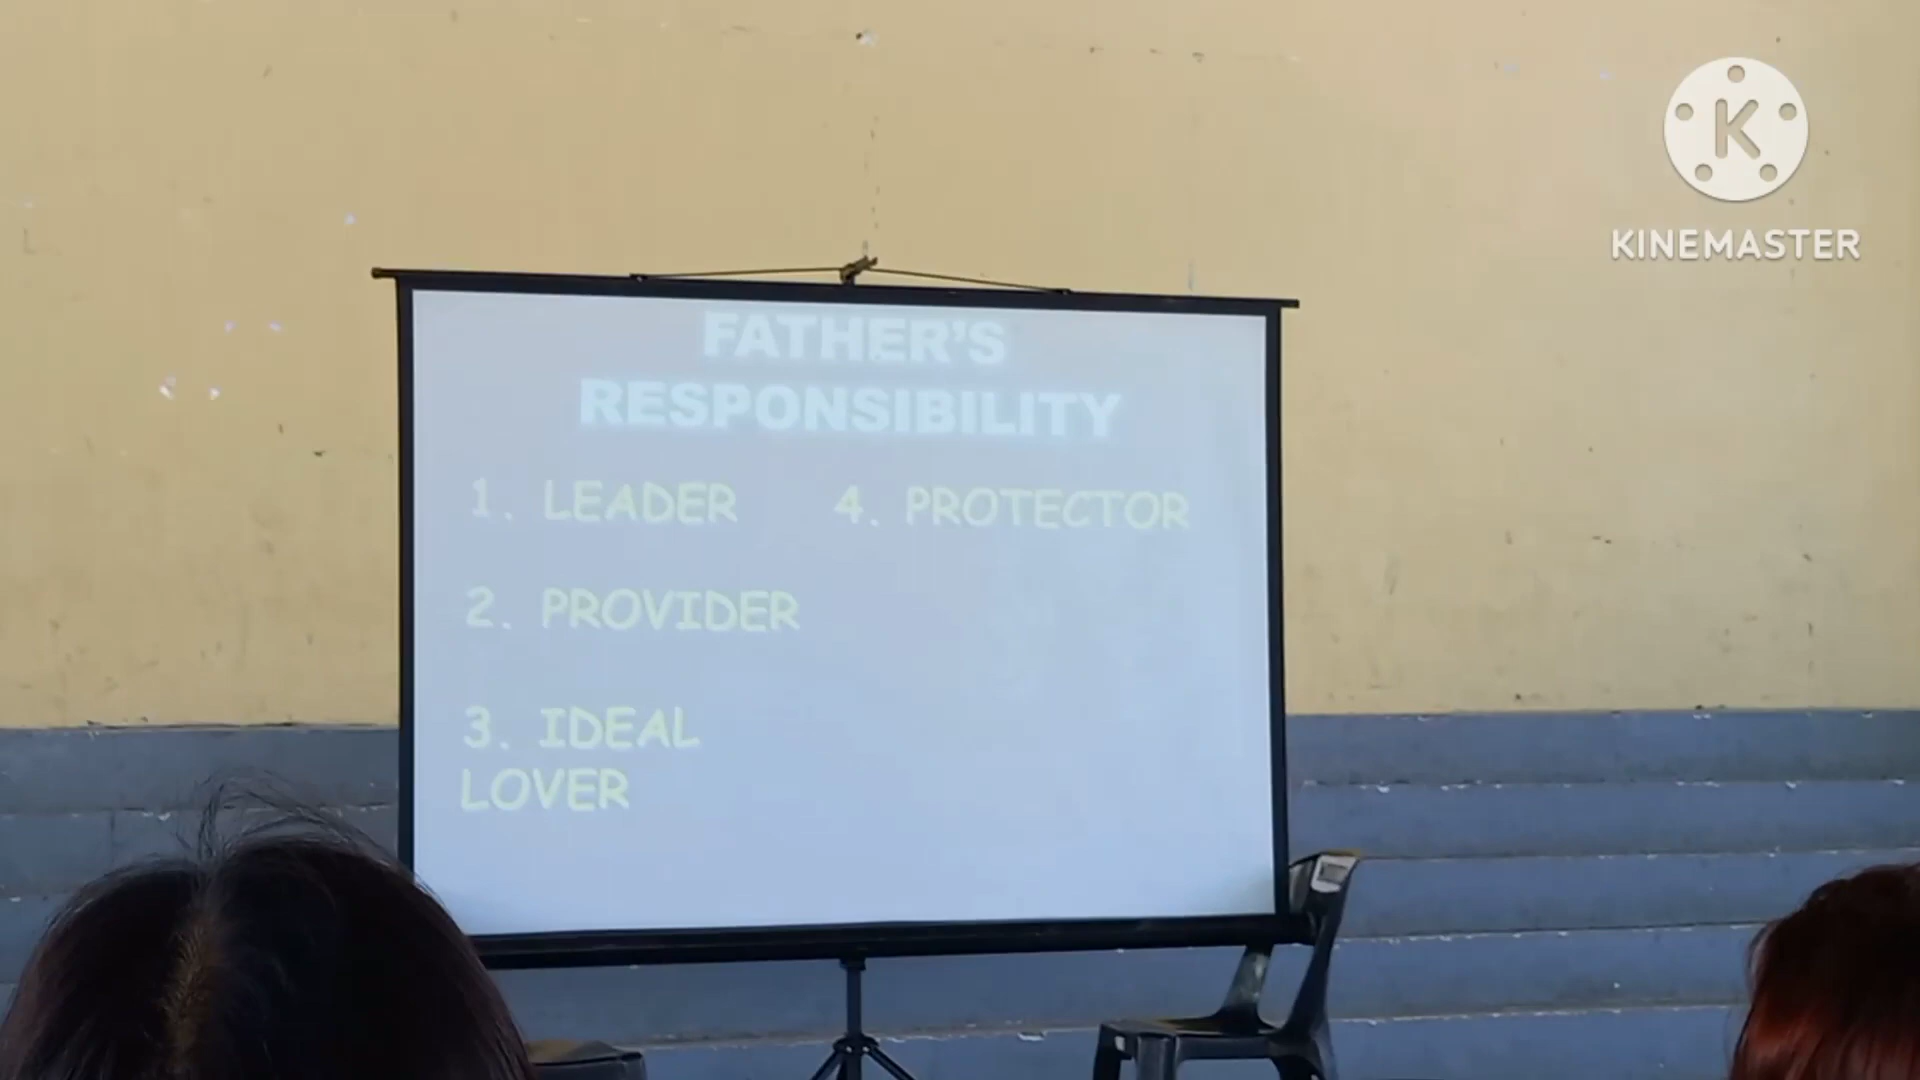 K
KINEMASTER
FATHER'S
RESPONSIBILITY
1. LEADER
2. PROVIDER
3. IDEAL
LOVER
4. PROTECTOR